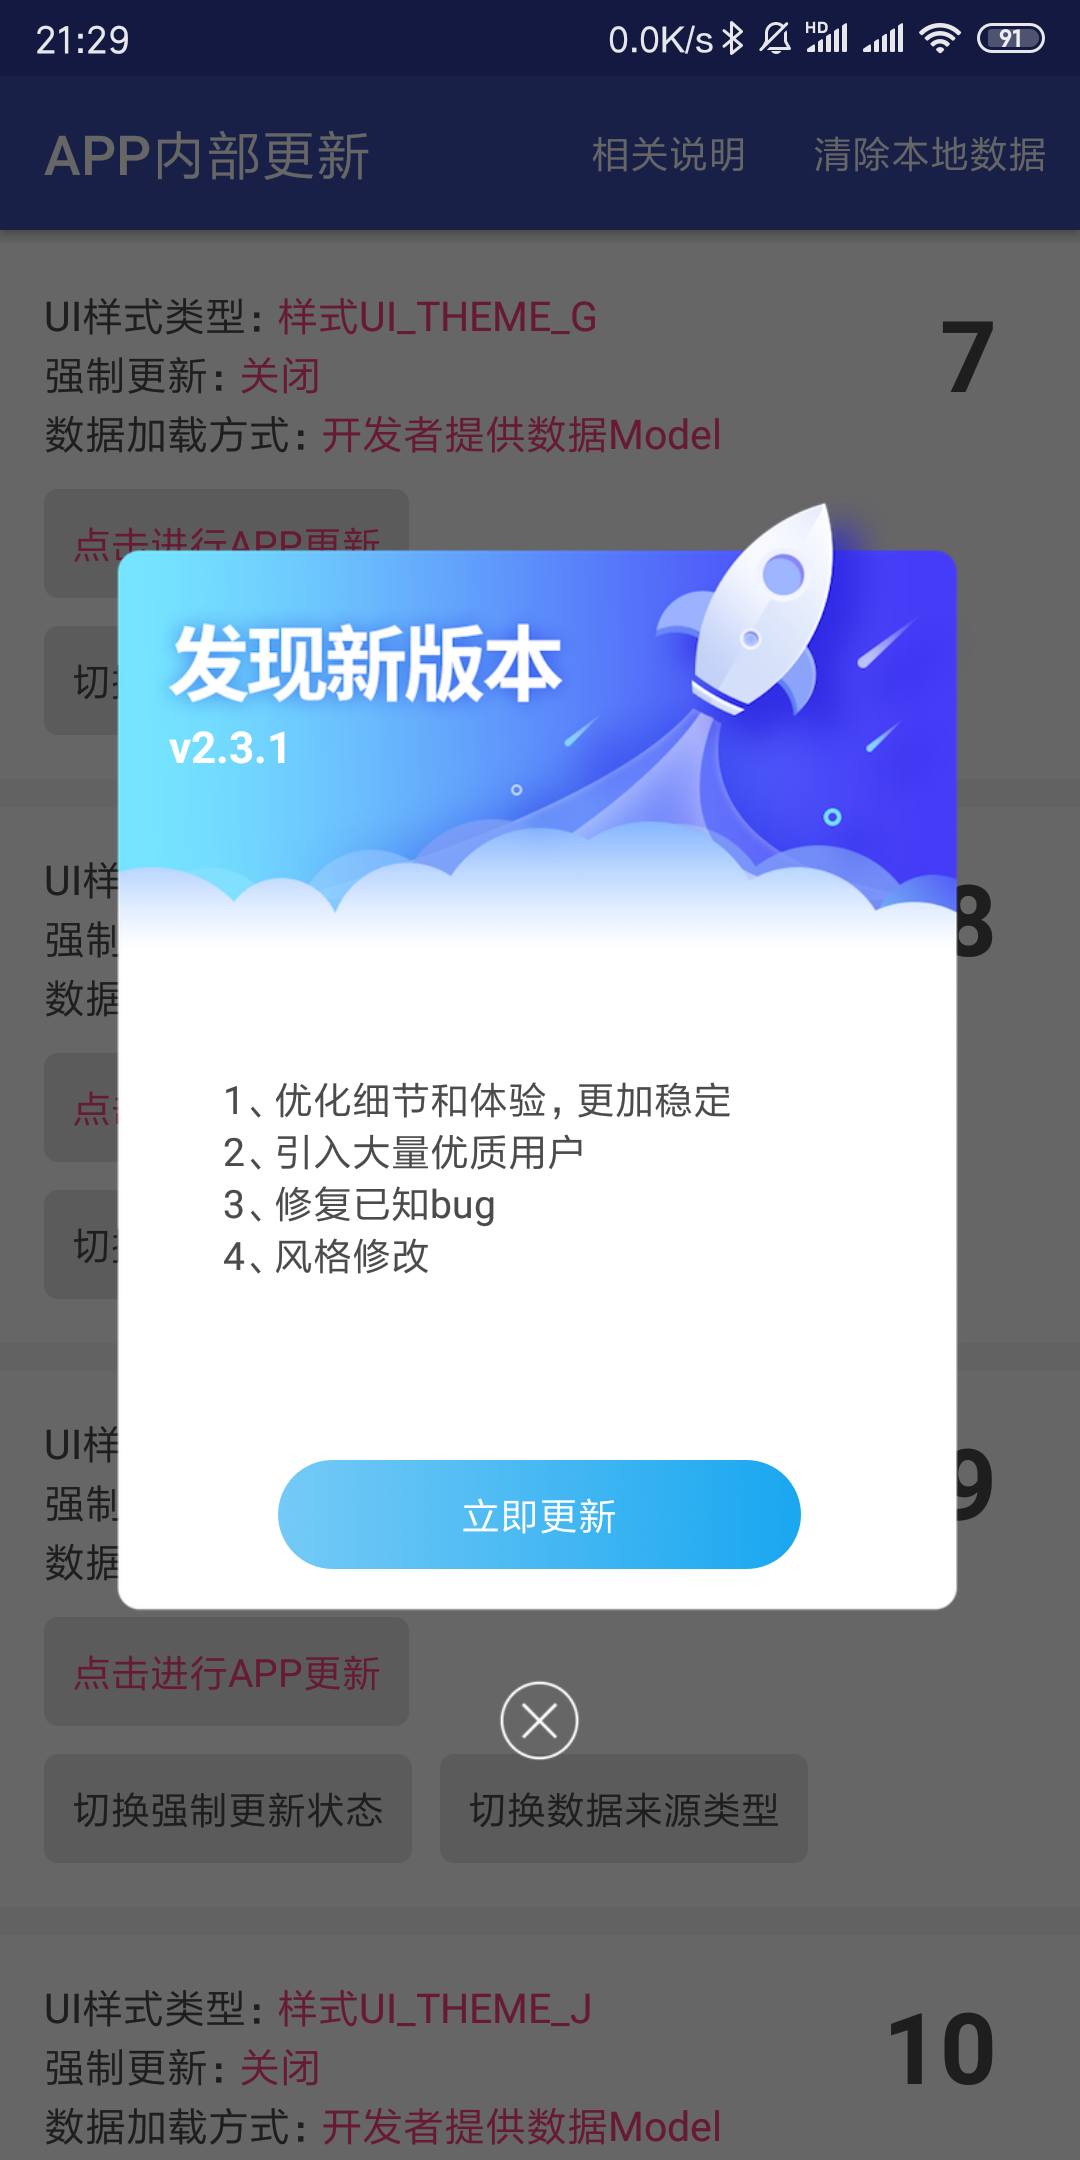 21:29
0.0K/s HD 91
APP内部更新 相关说明 清除本地数据
UI样式类型：样式UI_THEME_G
7
强制更新：关闭
数据加载方式：开发者提供数据Model
点击进行APP更新
切
发现新版本
v2.3.1
UI样
8
强制
数据
点
切
1、优化细节和体验，更加稳定
2、引入大量优质用户
3、修复已知bug
4、风格修改
UI样
9
强制
数据
立即更新
点击进行APP更新
切换强制更新状态 切换数据来源类型
UI样式类型：样式UI_THEME_J
10
强制更新：关闭
数据加载方式：开发者提供数据Model